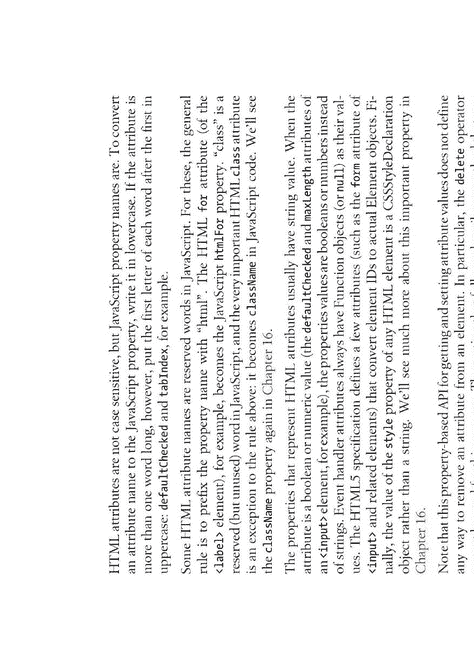 HTML attributes are not case sensitive, but JavaScript property names are. To convert
an attribute name to the JavaScript property, write it in lowercase. If the attribute is
more than one word long, however, put the first letter of each word after the first in
uppercase: defaultChecked and tabIndex, for example.
Some HTML attribute names are reserved words in JavaScript. For these, the general
rule is to prefix the property name with “html”. The HTML for attribute (of the
<label> element), for example, becomes the JavaScript htmlFor property. “class” is a
reserved (but unused) word in JavaScript, and the very important HTML class attribute
is an exception to the rule above: it becomes className in JavaScript code. We’ll see
the className property again in Chapter 16.
The properties that represent HTML attributes usually have string value. When the
attribute is a boolean or numeric value (the defaultChecked and maxLength attributes of
an <input> element, for example), the properties values are booleans or numbers instead
of strings. Event handler attributes always have Function objects (or null) as their val-
ues. The HTML5 specification defines a few attributes (such as the form attribute of
<input> and related elements) that convert element IDs to actual Element objects. Fi-
nally, the value of the style property of any HTML element is a CSSStyleDeclaration
object rather than a string. We’ll see much more about this important property in
Chapter 16.
Note that this property-based API for getting and setting attribute values does not define
any way to remove an attribute from an element. In particular, the delete operator